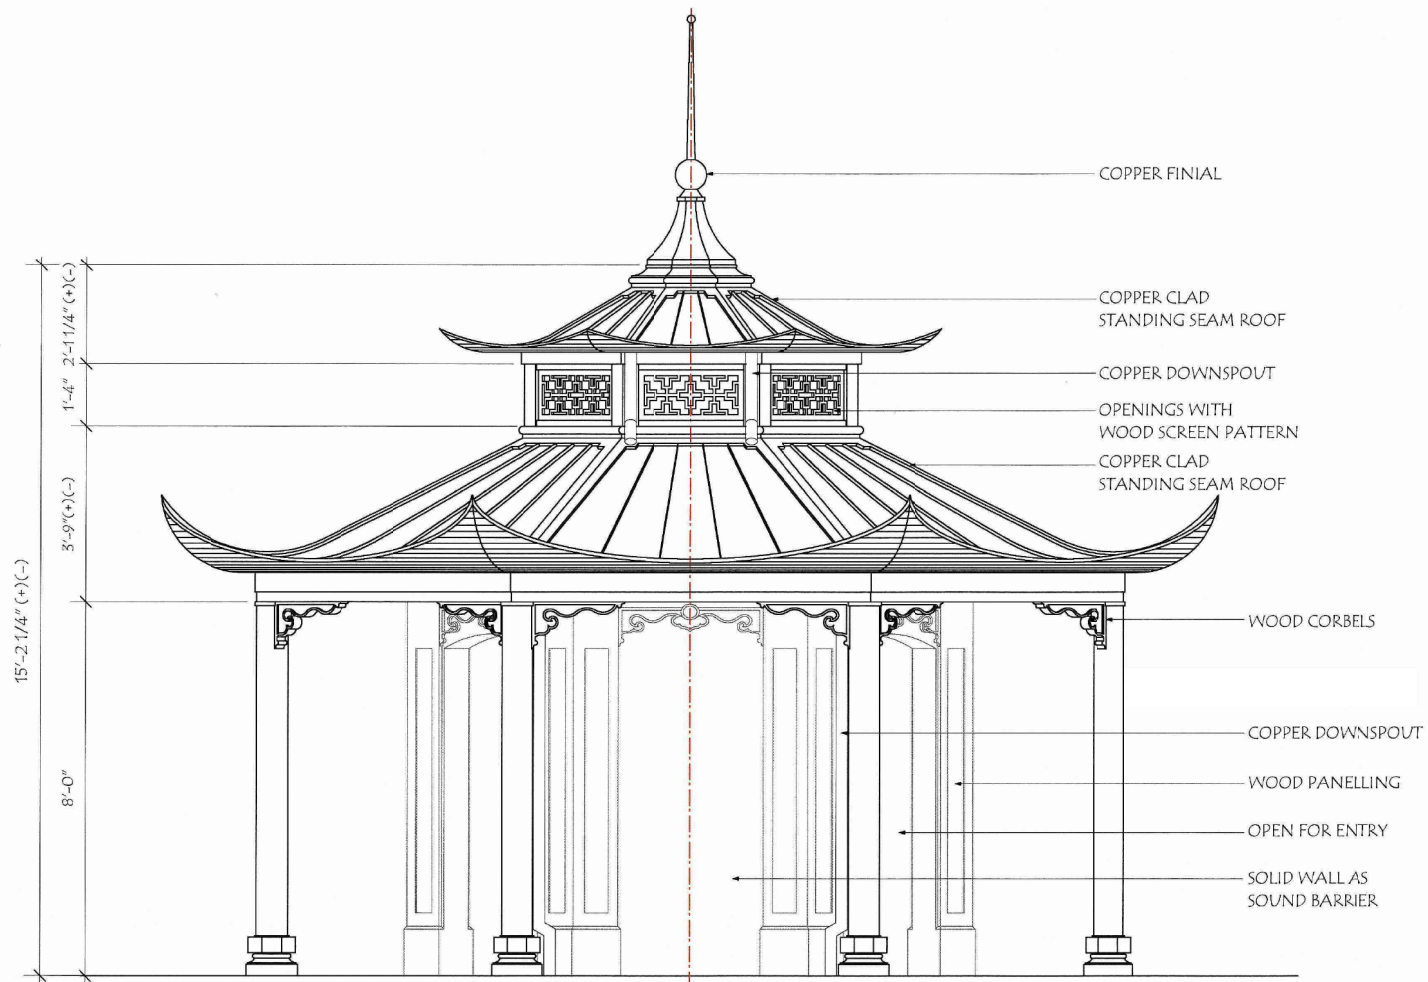 COPPER FINIAL
COPPER CLAD
STANDING SEAM ROOF
COPPER DOWNSPOUT
OPENINGS WITH
WOOD SCREEN PATTERN
COPPER CLAD
STANDING SEAM ROOF
WOOD CORBELS
COPPER DOWNSPOUT
WOOD PANELLING
OPEN FOR ENTRY
SOLID WALL AS
SOUND BARRIER
15'-2 1/4" (+)(-)
2'-1 1/4" (+)(-)
1'-4"
3'-9"(+)(-)
8'-0"